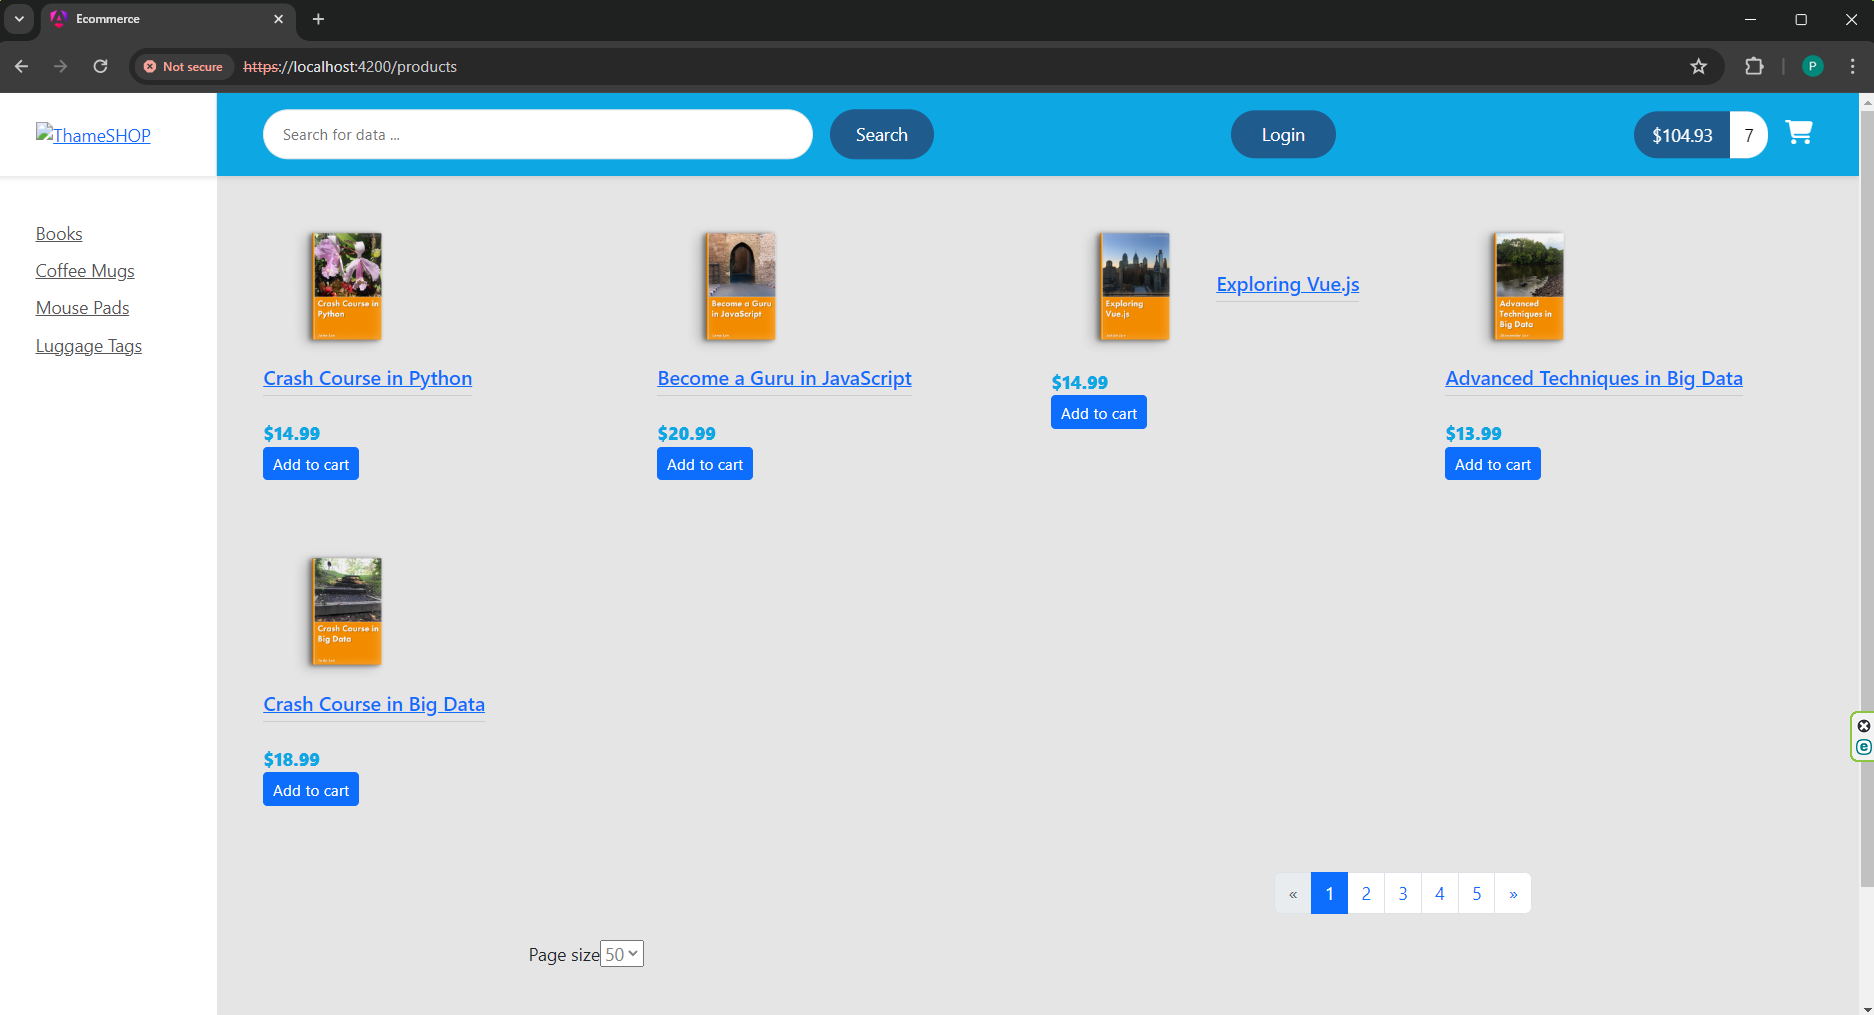 Ecommerce
Not secure https://localhost:4200/products
P
ThameSHOP
Search for data ...
Search
Login
$104.93 7
Books
Coffee Mugs
Mouse Pads
Luggage Tags
Crash Course in
Python
Crash Course in Python
$14.99
Add to cart
Become a Guru
in JavaScript
Become a Guru in JavaScript
$20.99
Add to cart
Exploring
Vue.js
Exploring Vue.js
$14.99
Add to cart
Advanced
Techniques in
Big Data
Advanced Techniques in Big Data
$13.99
Add to cart
Crash Course in
Big Data
Crash Course in Big Data
$18.99
Add to cart
« 1 2 3 4 5 »
Page size 50
e